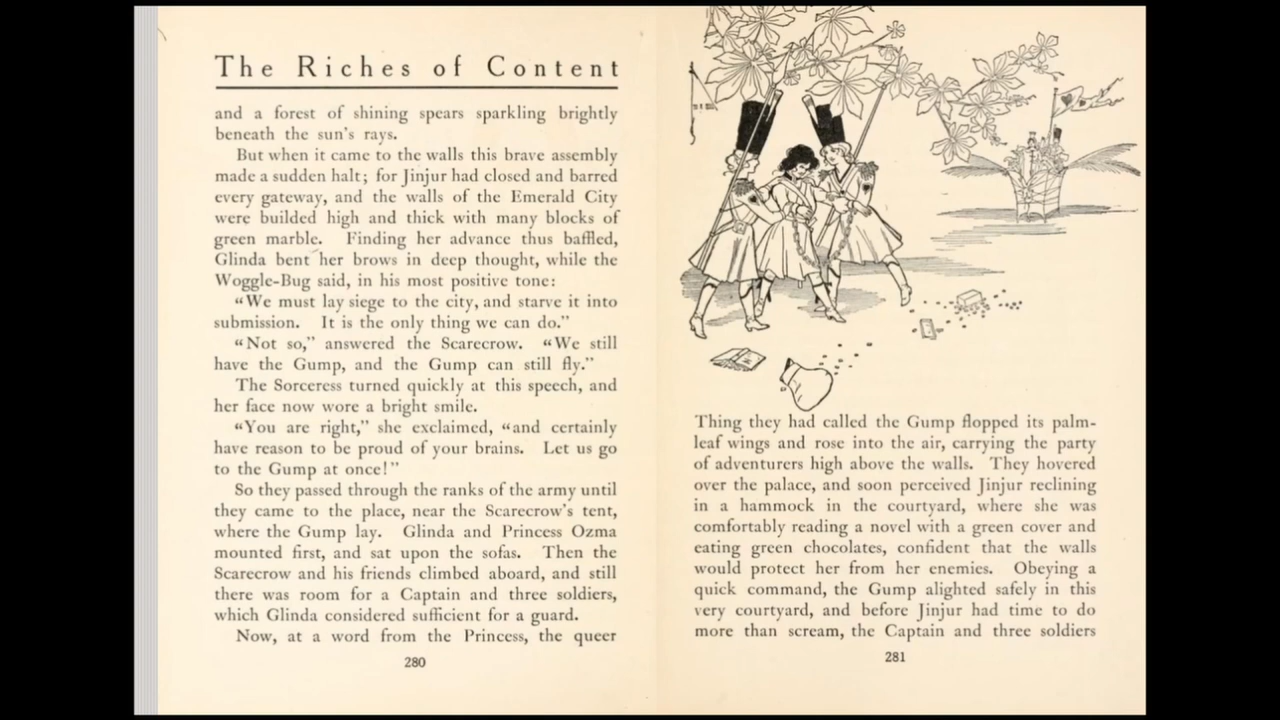 The Riches of Content
and a forest of shining spears sparkling brightly
beneath the sun's rays.
But when it came to the walls this brave assembly
made a sudden halt; for Jinjur had closed and barred
every gateway, and the walls of the Emerald City
were builded high and thick with many blocks of
green marble. Finding her advance thus baffled,
Glinda bent her brows in deep thought, while the
Woggle-Bug said, in his most positive tone:
"We must lay siege to the city, and starve it into
submission. It is the only thing we can do."
"Not so," answered the Scarecrow. "We still
have the Gump, and the Gump can still fly."
The Sorceress turned quickly at this speech, and
her face now wore a bright smile.
"You are right," she exclaimed, "and certainly
have reason to be proud of your brains. Let us go
to the Gump at once!"
So they passed through the ranks of the army until
they came to the place, near the Scarecrow's tent,
where the Gump lay. Glinda and Princess Ozma
mounted first, and sat upon the sofas. Then the
Scarecrow and his friends climbed aboard, and still
there was room for a Captain and three soldiers,
which Glinda considered sufficient for a guard.
Now, at a word from the Princess, the queer
280
Thing they had called the Gump flopped its palm-
leaf wings and rose into the air, carrying the party
of adventurers high above the walls. They hovered
over the palace, and soon perceived Jinjur reclining
in a hammock in the courtyard, where she was
comfortably reading a novel with a green cover and
eating green chocolates, confident that the walls
would protect her from her enemies. Obeying a
quick command, the Gump alighted safely in this
very courtyard, and before Jinjur had time to do
more than scream, the Captain and three soldiers
281